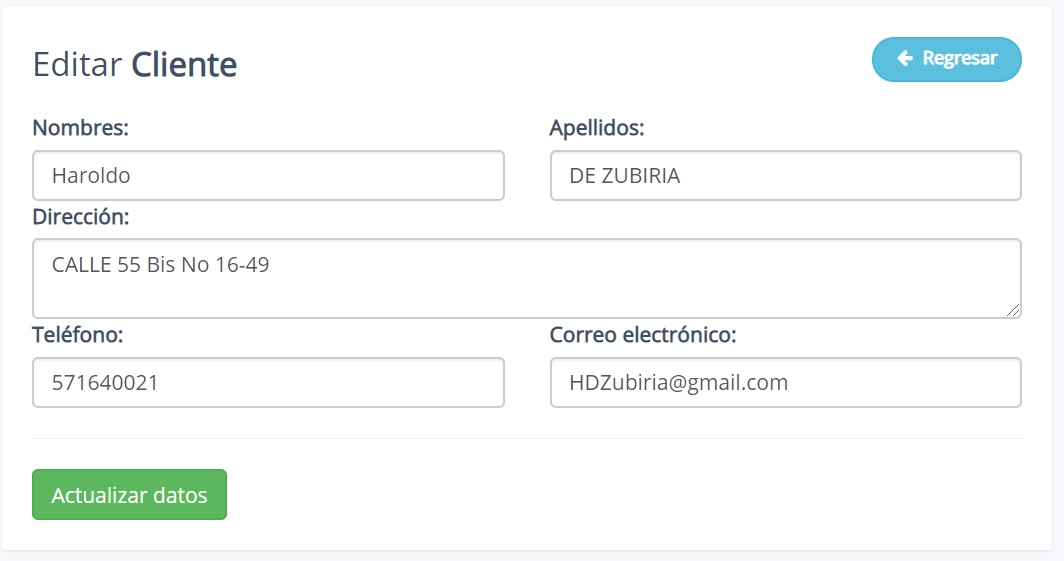 Editar Cliente
Regresar
Nombres:
Apellidos:
Haroldo
DE ZUBIRIA
Dirección:
CALLE 55 Bis No 16-49
Teléfono:
Correo electrónico:
571640021
HDZubiria@gmail.com
Actualizar datos